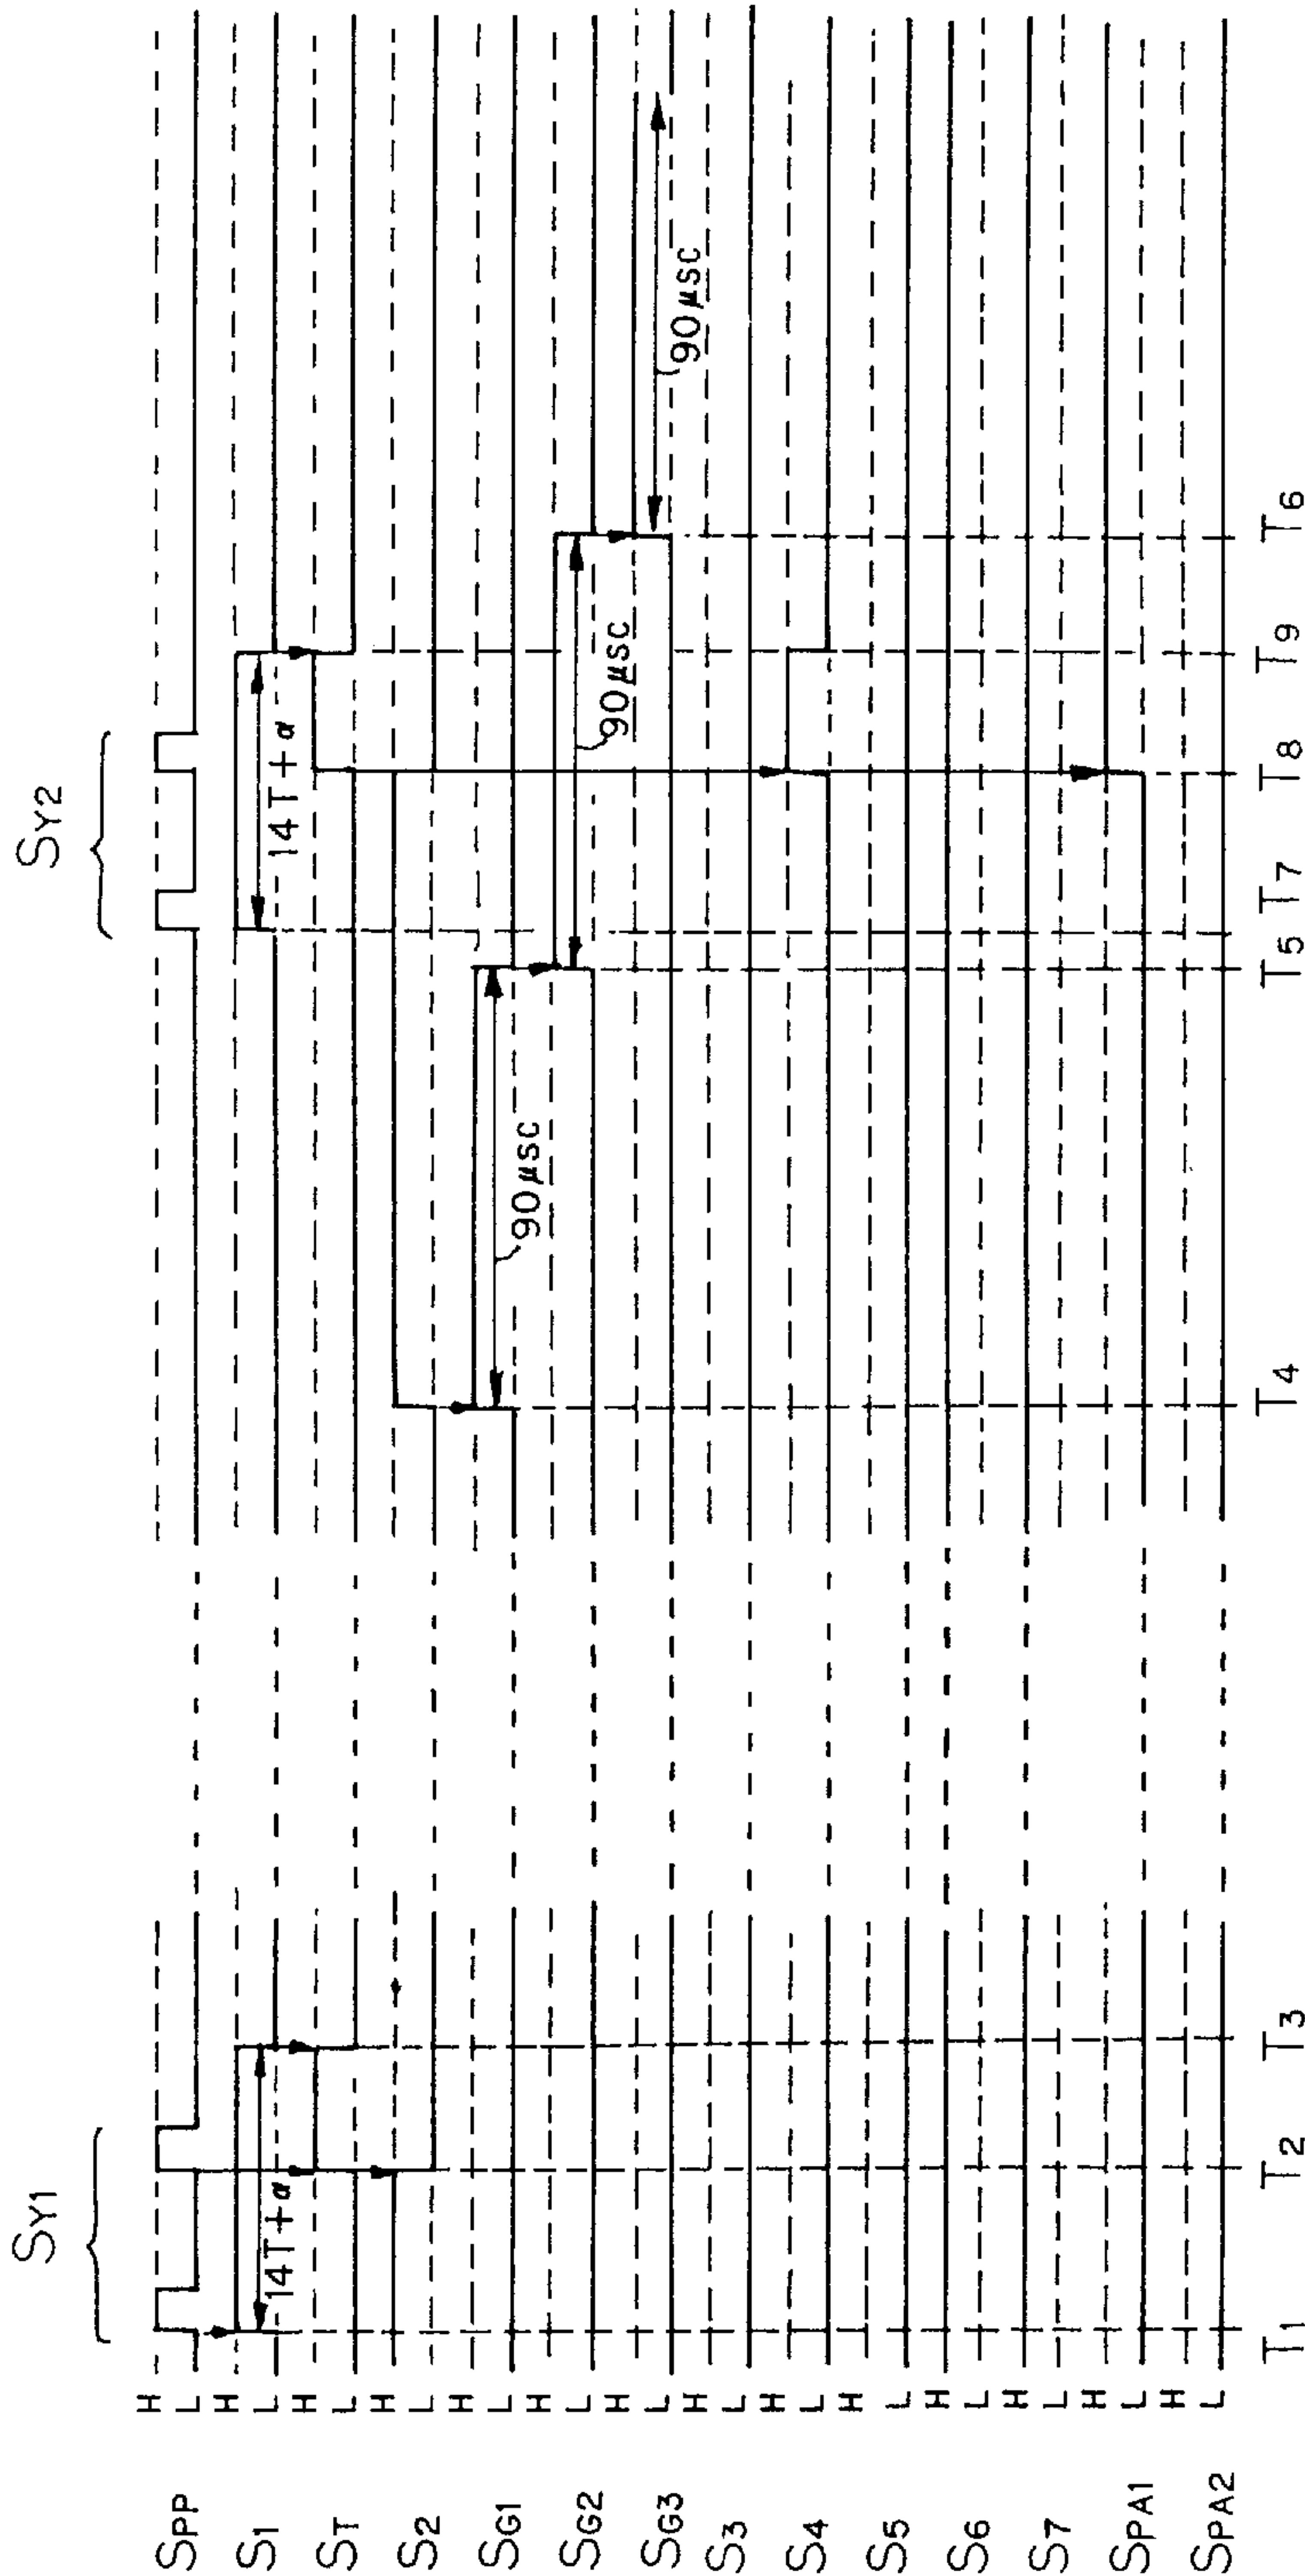 SY1 SY2
SPP H L
S1 H L 14T+α 14T+α
ST H L
S2 H L
SG1 H L 90μsc
SG2 H L 90μsc
SG3 H L 90μsc
S3 H L
S4 H L
S5 H L
S6 H L
S7 H L
SPA1 H L
SPA2 H L
T1 T2 T3 T4 T5 T7 T8 T9 T6